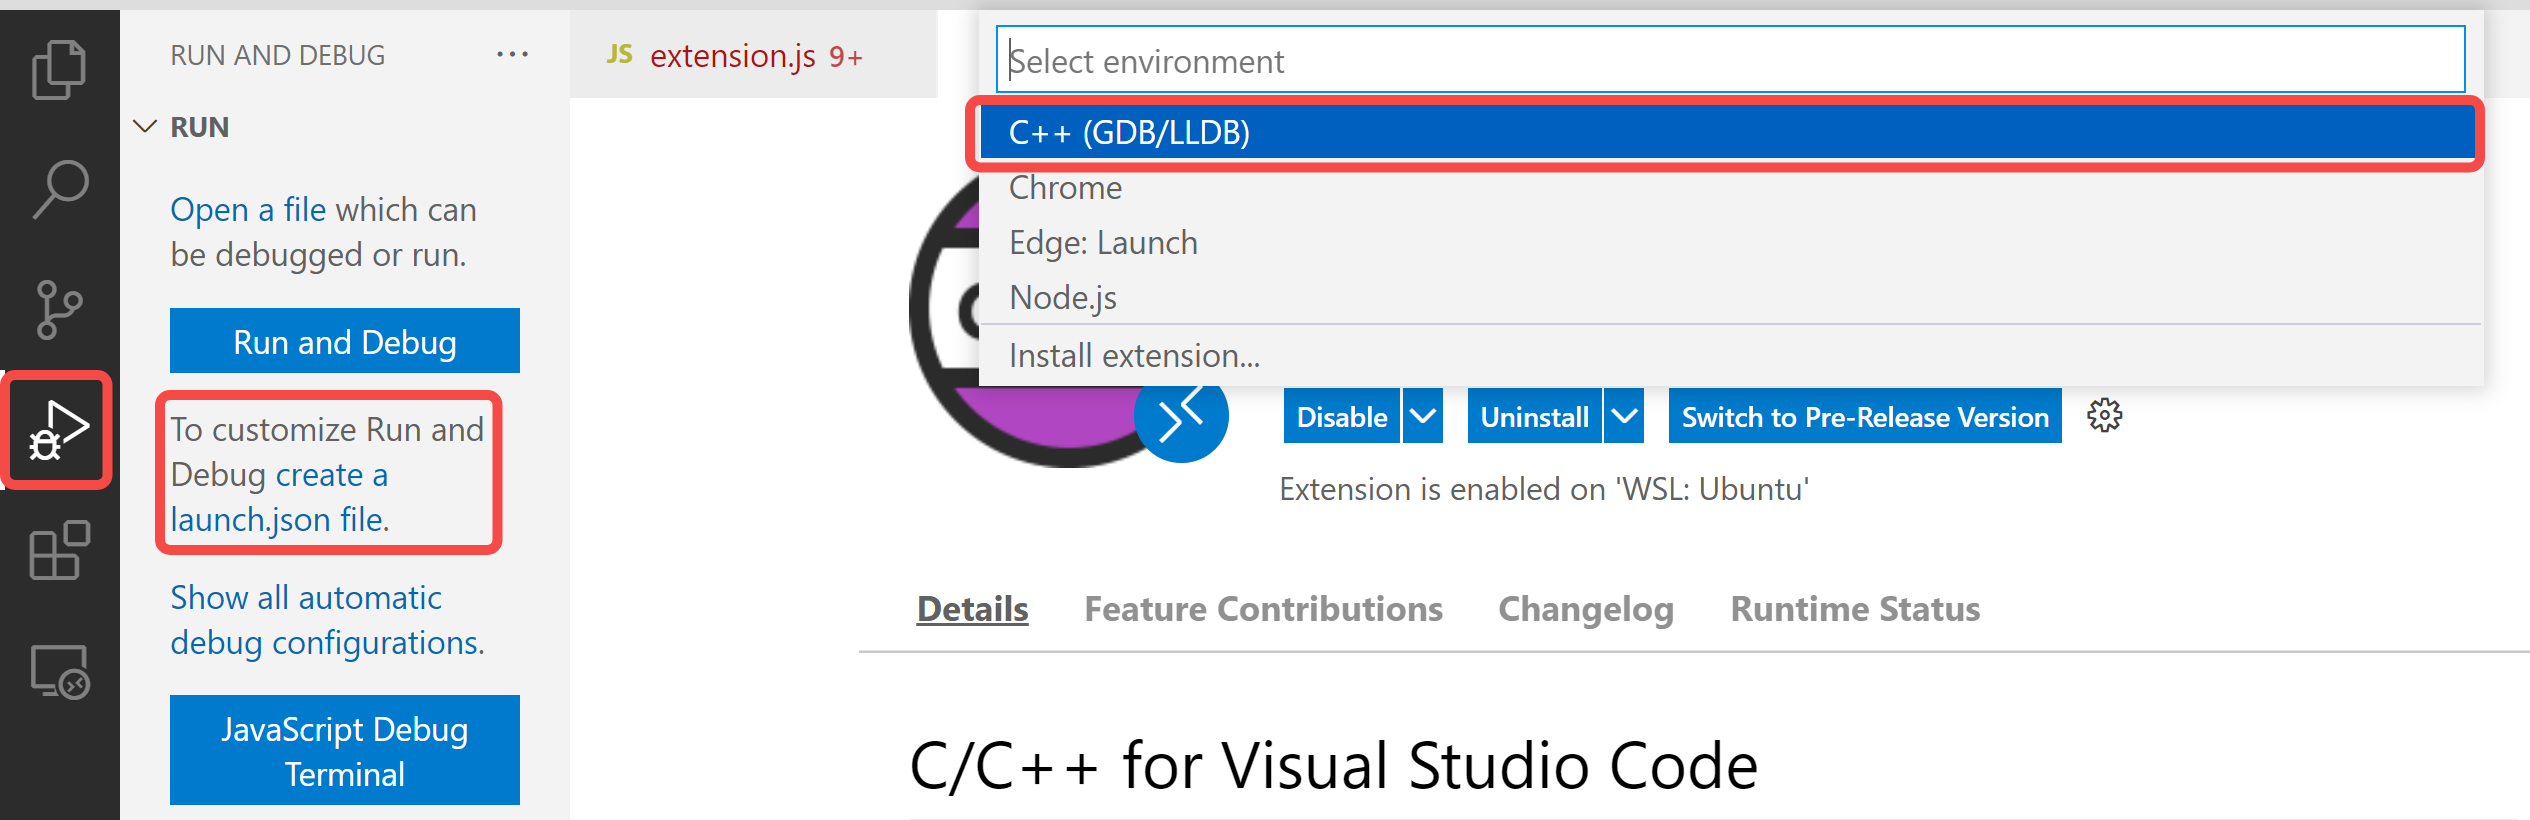 RUN AND DEBUG
RUN
Open a file which can
be debugged or run.
Run and Debug
To customize Run and
Debug create a
launch.json file.
Show all automatic
debug configurations.
JavaScript Debug
Terminal
JS extension.js 9+
Select environment
C++ (GDB/LLDB)
Chrome
Edge: Launch
Node.js
Install extension...
Disable
Uninstall
Switch to Pre-Release Version
Extension is enabled on 'WSL: Ubuntu'
Details Feature Contributions Changelog Runtime Status
C/C++ for Visual Studio Code